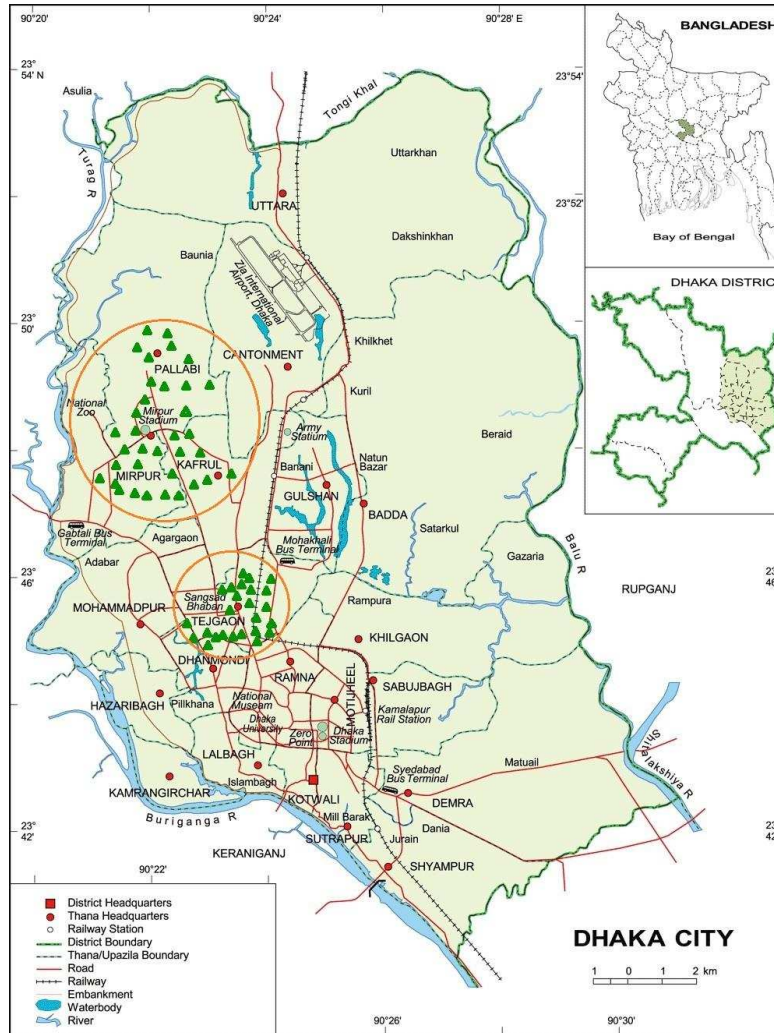 90°20'
90°24'
90°28' E
BANGLADESH
Bay of Bengal
DHAKA DISTRICT
23°
54' N
23°54'
23°52'
23°
50'
23°
46'
23°
42'
Asulia
Turag R
Tongi Khal
Uttarkhan
UTTARA
Dakshinkhan
Baunia
Zia International
Airport, Dhaka
Khilkhet
CANTONMENT
PALLABI
National
Zoo
Mirpur
Stadium
Kuril
Army
Statium
Beraid
KAFRUL
MIRPUR
Banani
Natun
Bazar
GULSHAN
BADDA
Gabtali Bus
Terminal
Agargaon
Mohakhali
Bus Terminal
Satarkul
Adabar
Gazaria
Balu R
RUPGANJ
Sangsad
Bhaban
MOHAMMADPUR
TEJGAON
Rampura
KHILGAON
DHANMONDI
RAMNA
MOTIJHEEL
SABUJBAGH
HAZARIBAGH
Pillkhana
National
Museam
Kamalapur
Rail Station
Dhaka
University
Zero
Point
Dhaka
Stadium
LALBAGH
Shitalakshiya R
Islambagh
Syedabad
Bus Terminal
Matuail
KAMRANGIRCHAR
KOTWALI
DEMRA
Buriganga R
Mill Barak
Dania
SUTRAPUR
Jurain
KERANIGANJ
SHYAMPUR
90°22'
90°26'
90°30'
District Headquarters
Thana Headquarters
Railway Station
District Boundary
Thana/Upazila Boundary
Road
Railway
Embankment
Waterbody
River
DHAKA CITY
1 0 1 2 km